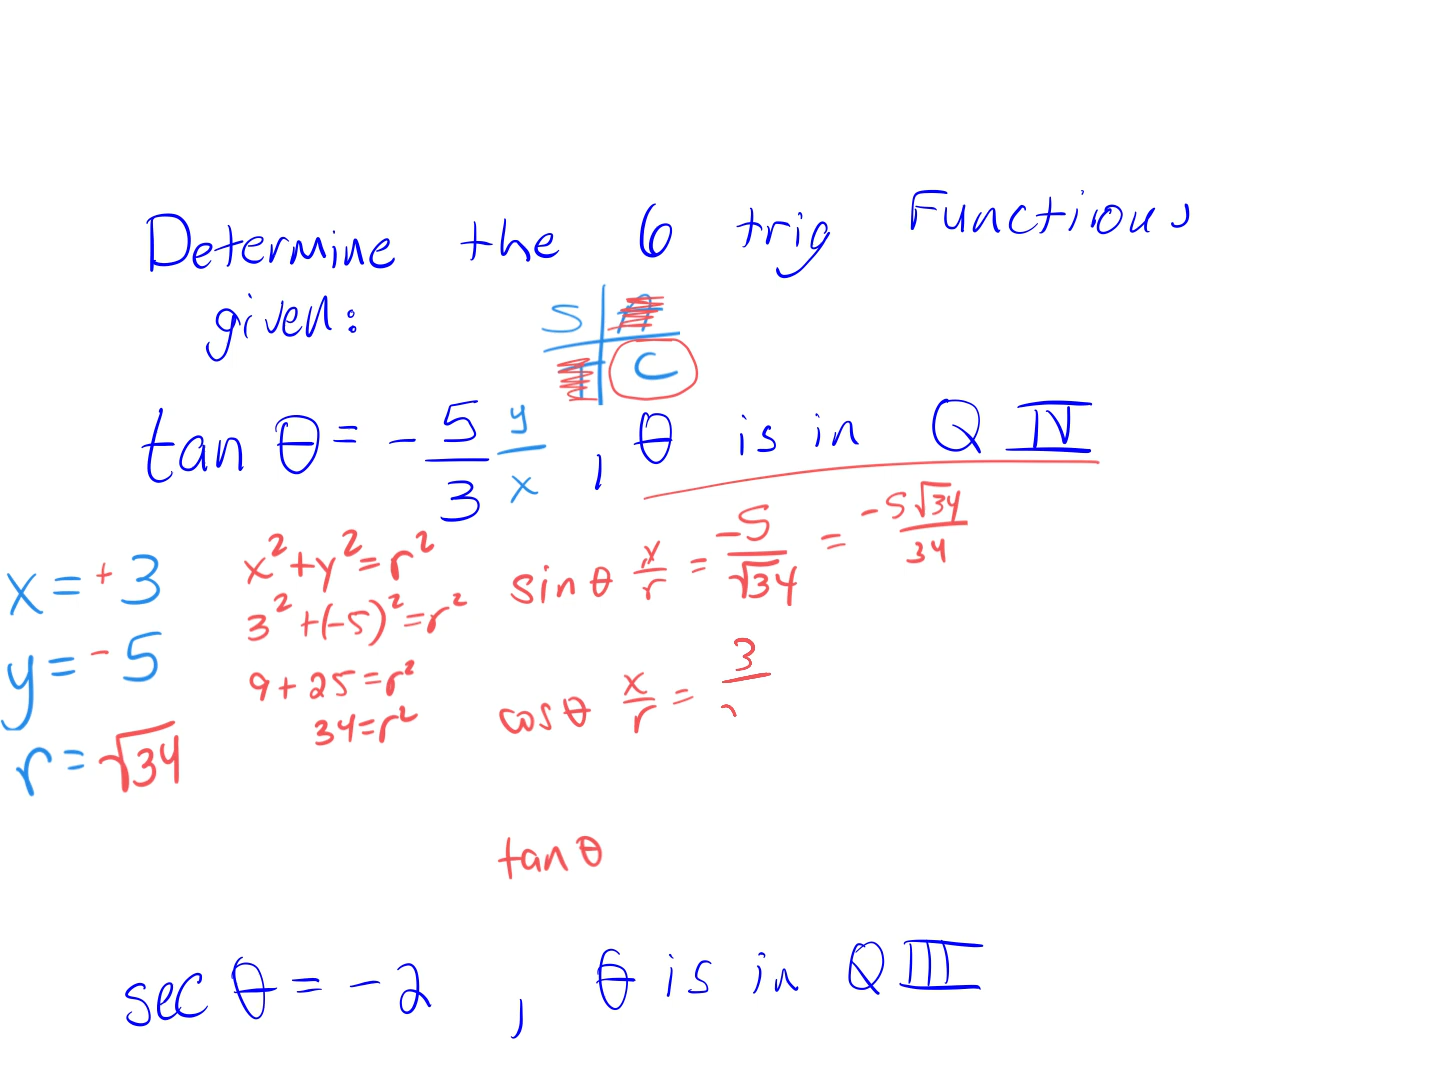 Determine the 6 trig Functions
given:
S
C
tan θ = - 5/3 y/x , θ is in Q IV
x = + 3
y = - 5
r = √34
x² + y² = r²
3² + (-5)² = r²
9 + 25 = r²
34 = r²
sin θ y/r = -5/√34 = -5√34/34
cos θ x/r = 3/
tan θ
sec θ = -2 , θ is in Q III